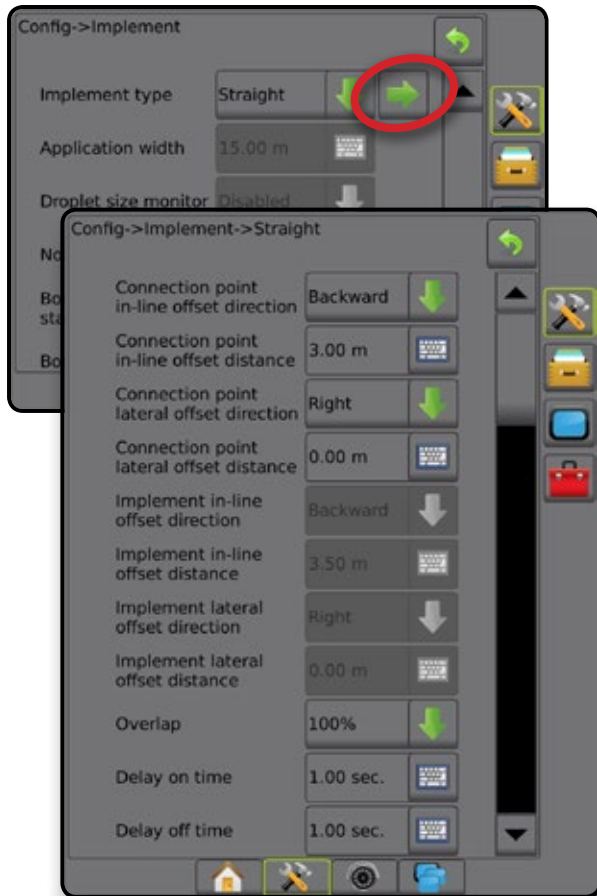 Config->Implement
Implement type Straight
Application width 15.00 m
Droplet size monitor Disabled
Config->Implement->Straight
Connection point
in-line offset direction Backward
Connection point
in-line offset distance 3.00 m
Connection point
lateral offset direction Right
Connection point
lateral offset distance 0.00 m
Implement in-line
offset direction Backward
Implement in-line
offset distance 3.50 m
Implement lateral
offset direction Right
Implement lateral
offset distance 0.00 m
Overlap 100%
Delay on time 1.00 sec.
Delay off time 1.00 sec.